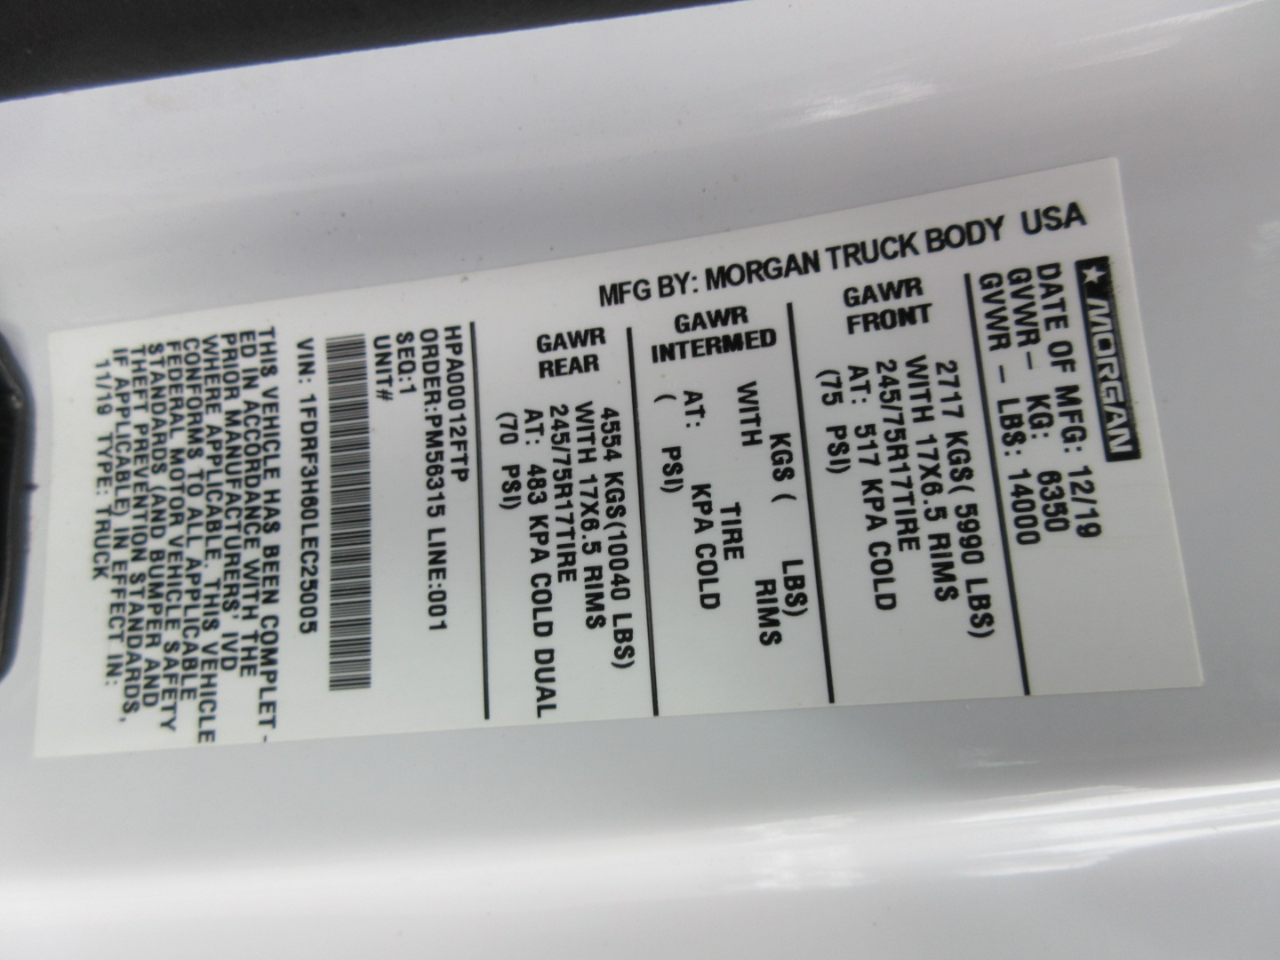 MORGAN
MFG BY: MORGAN TRUCK BODY USA
DATE OF MFG: 12/19
GVWR - KG: 6350
GVWR - LBS: 14000
GAWR
FRONT
2717 KGS( 5990 LBS)
WITH 17X6.5 RIMS
245/75R17TIRE
AT: 517 KPA COLD
(75 PSI)
GAWR
INTERMED
KGS ( LBS)
WITH RIMS
TIRE
AT: KPA COLD
( PSI)
GAWR
REAR
4554 KGS(10040 LBS)
WITH 17X6.5 RIMS
245/75R17TIRE
AT: 483 KPA COLD DUAL
(70 PSI)
HPA00012FTP
ORDER:PM56315 LINE:001
SEQ:1
UNIT#
VIN: 1FDRF3H60LEC25005
THIS VEHICLE HAS BEEN COMPLET-
ED IN ACCORDANCE WITH THE
PRIOR MANUFACTURERS' IVD
WHERE APPLICABLE. THIS VEHICLE
CONFORMS TO ALL APPLICABLE
FEDERAL MOTOR VEHICLE SAFETY
STANDARDS (AND BUMPER AND
THEFT PREVENTION STANDARDS,
IF APPLICABLE) IN EFFECT IN:
11/19 TYPE: TRUCK